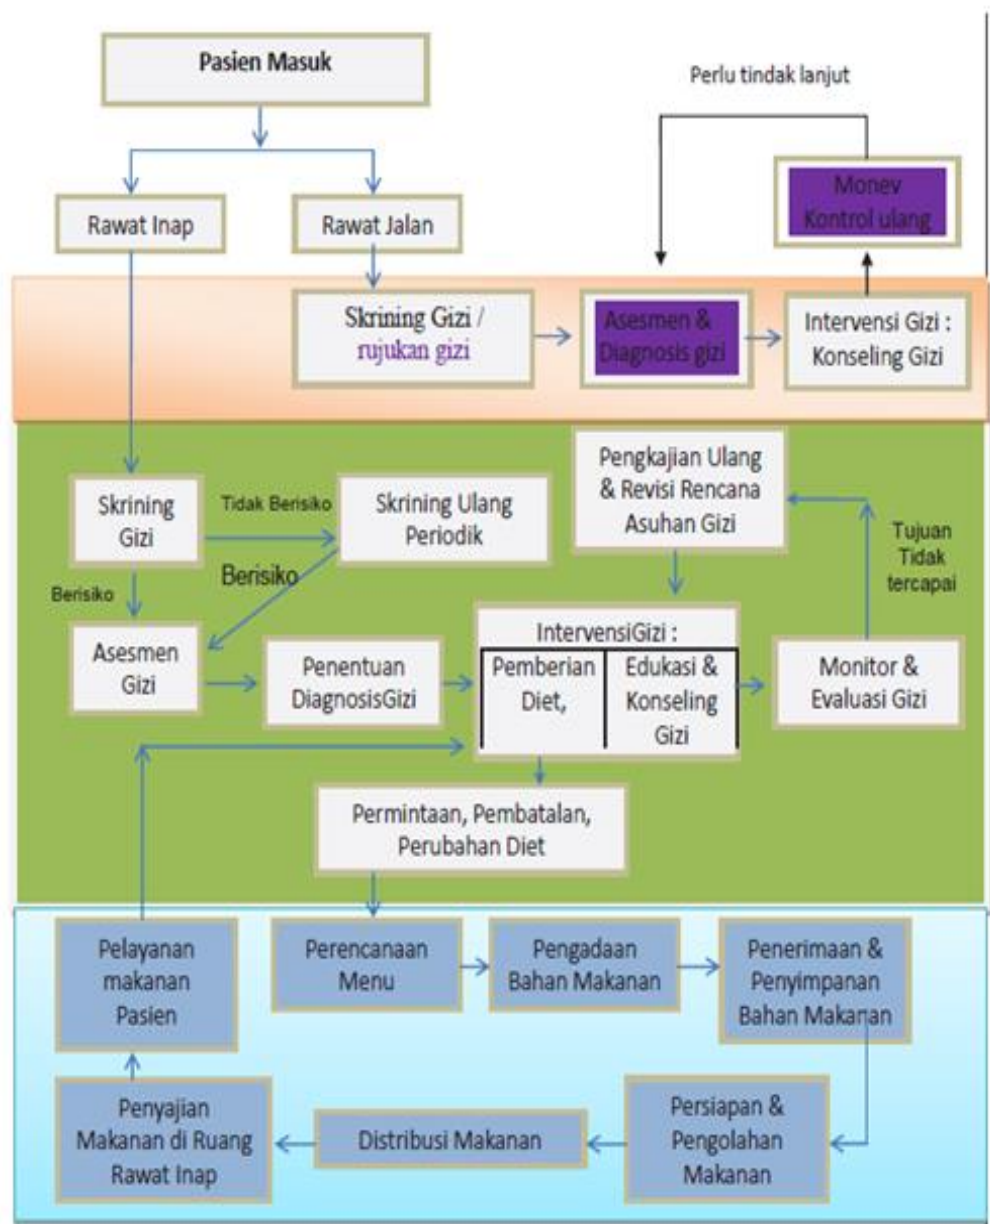 Pasien Masuk
Perlu tindak lanjut
Monev
Kontrol ulang
Rawat Inap
Rawat Jalan
Skrining Gizi /
rujukan gizi
Asesmen &
Diagnosis gizi
Intervensi Gizi :
Konseling Gizi
Skrining
Gizi
Tidak Berisiko
Skrining Ulang
Periodik
Pengkajian Ulang
& Revisi Rencana
Asuhan Gizi
Tujuan
Tidak
tercapai
Berisiko
Berisiko
Asesmen
Gizi
Penentuan
DiagnosisGizi
IntervensiGizi :
Pemberian
Diet,
Edukasi &
Konseling
Gizi
Monitor &
Evaluasi Gizi
Permintaan, Pembatalan,
Perubahan Diet
Pelayanan
makanan
Pasien
Perencanaan
Menu
Pengadaan
Bahan Makanan
Penerimaan &
Penyimpanan
Bahan Makanan
Penyajian
Makanan di Ruang
Rawat Inap
Distribusi Makanan
Persiapan &
Pengolahan
Makanan